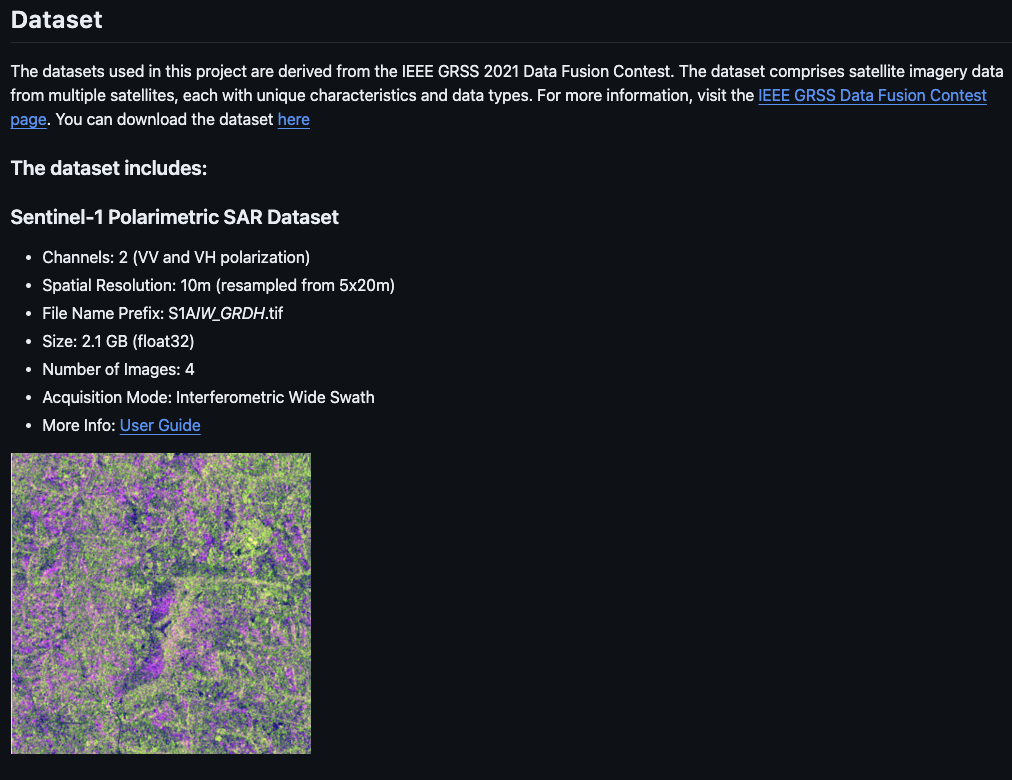 Dataset
The datasets used in this project are derived from the IEEE GRSS 2021 Data Fusion Contest. The dataset comprises satellite imagery data
from multiple satellites, each with unique characteristics and data types. For more information, visit the IEEE GRSS Data Fusion Contest
page. You can download the dataset here
The dataset includes:
Sentinel-1 Polarimetric SAR Dataset
• Channels: 2 (VV and VH polarization)
• Spatial Resolution: 10m (resampled from 5x20m)
• File Name Prefix: S1AIW_GRDH.tif
• Size: 2.1 GB (float32)
• Number of Images: 4
• Acquisition Mode: Interferometric Wide Swath
• More Info: User Guide